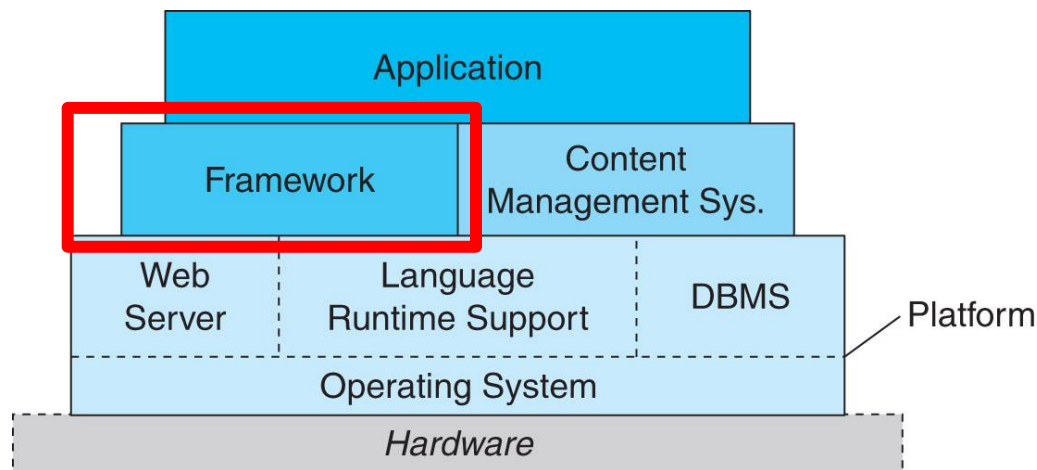 Application
Framework
Content
Management Sys.
Web
Server
Language
Runtime Support
DBMS
Platform
Operating System
Hardware